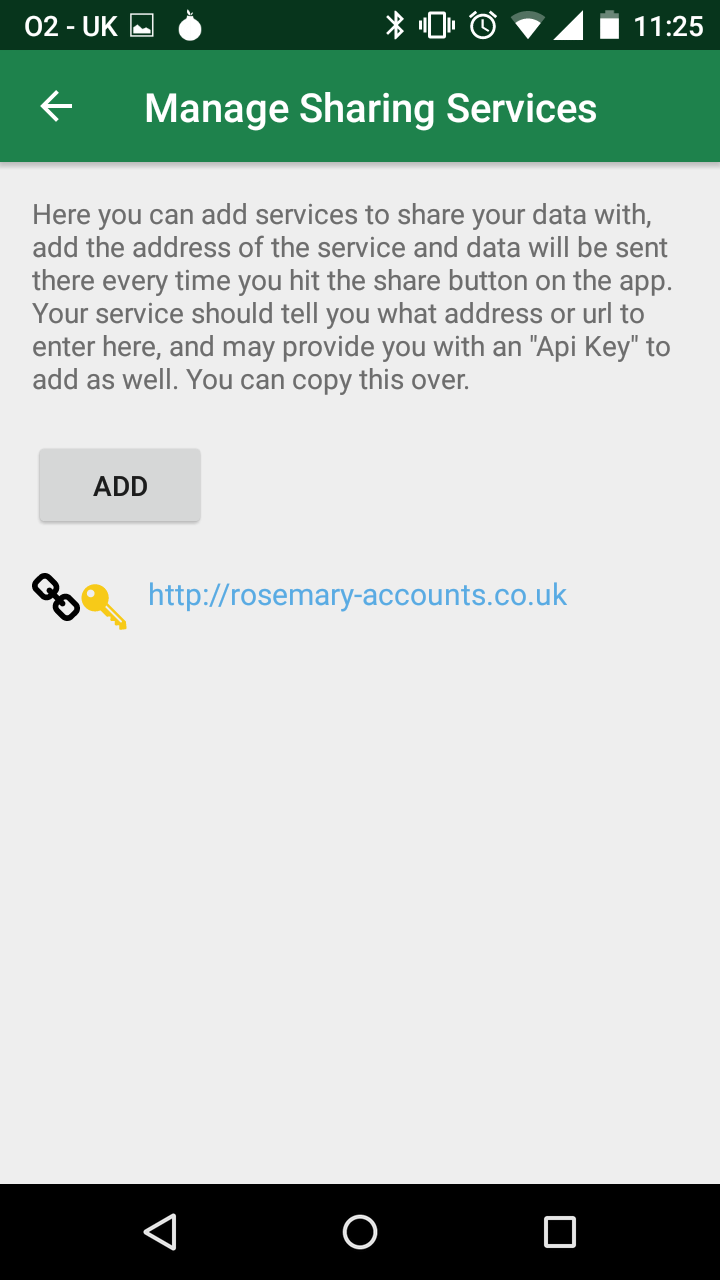 O2 - UK 11:25
Manage Sharing Services
Here you can add services to share your data with,
add the address of the service and data will be sent
there every time you hit the share button on the app.
Your service should tell you what address or url to
enter here, and may provide you with an "Api Key" to
add as well. You can copy this over.
ADD
http://rosemary-accounts.co.uk